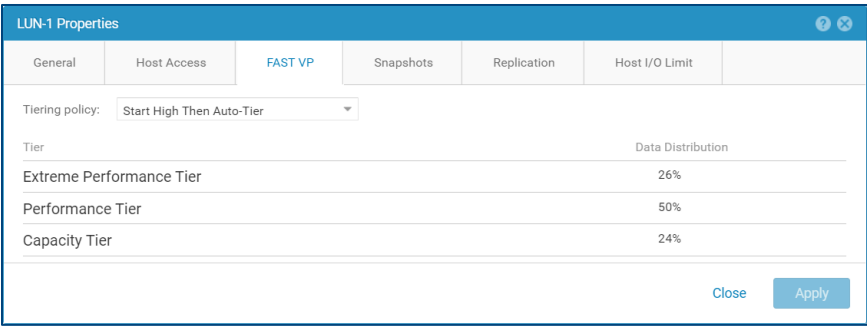 LUN-1 Properties
General Host Access FAST VP Snapshots Replication Host I/O Limit
Tiering policy: Start High Then Auto-Tier
Tier Data Distribution
Extreme Performance Tier 26%
Performance Tier 50%
Capacity Tier 24%
Close Apply